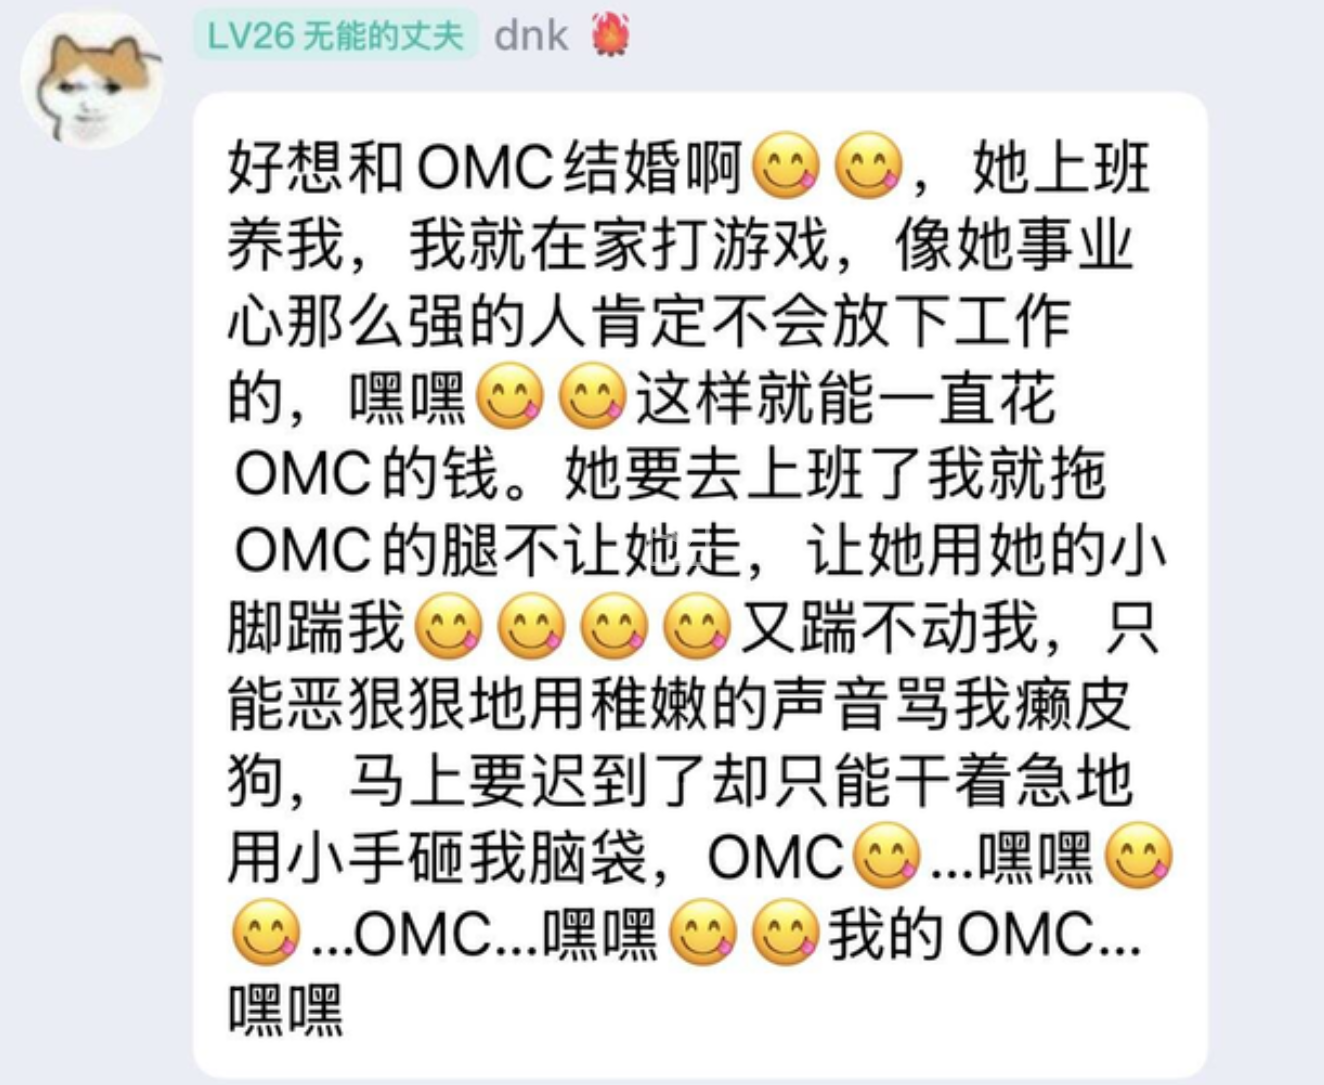 LV26 无能的丈夫 dnk 🔥
好想和OMC结婚啊😋😋，她上班
养我，我就在家打游戏，像她事业
心那么强的人肯定不会放下工作
的，嘿嘿😋😋这样就能一直花
OMC的钱。她要去上班了我就拖
OMC的腿不让她走，让她用她的小
脚踹我😋😋😋😋又踹不动我，只
能恶狠狠地用稚嫩的声音骂我癞皮
狗，马上要迟到了却只能干着急地
用小手砸我脑袋，OMC😋...嘿嘿😋
😋...OMC...嘿嘿😋😋我的OMC...
嘿嘿